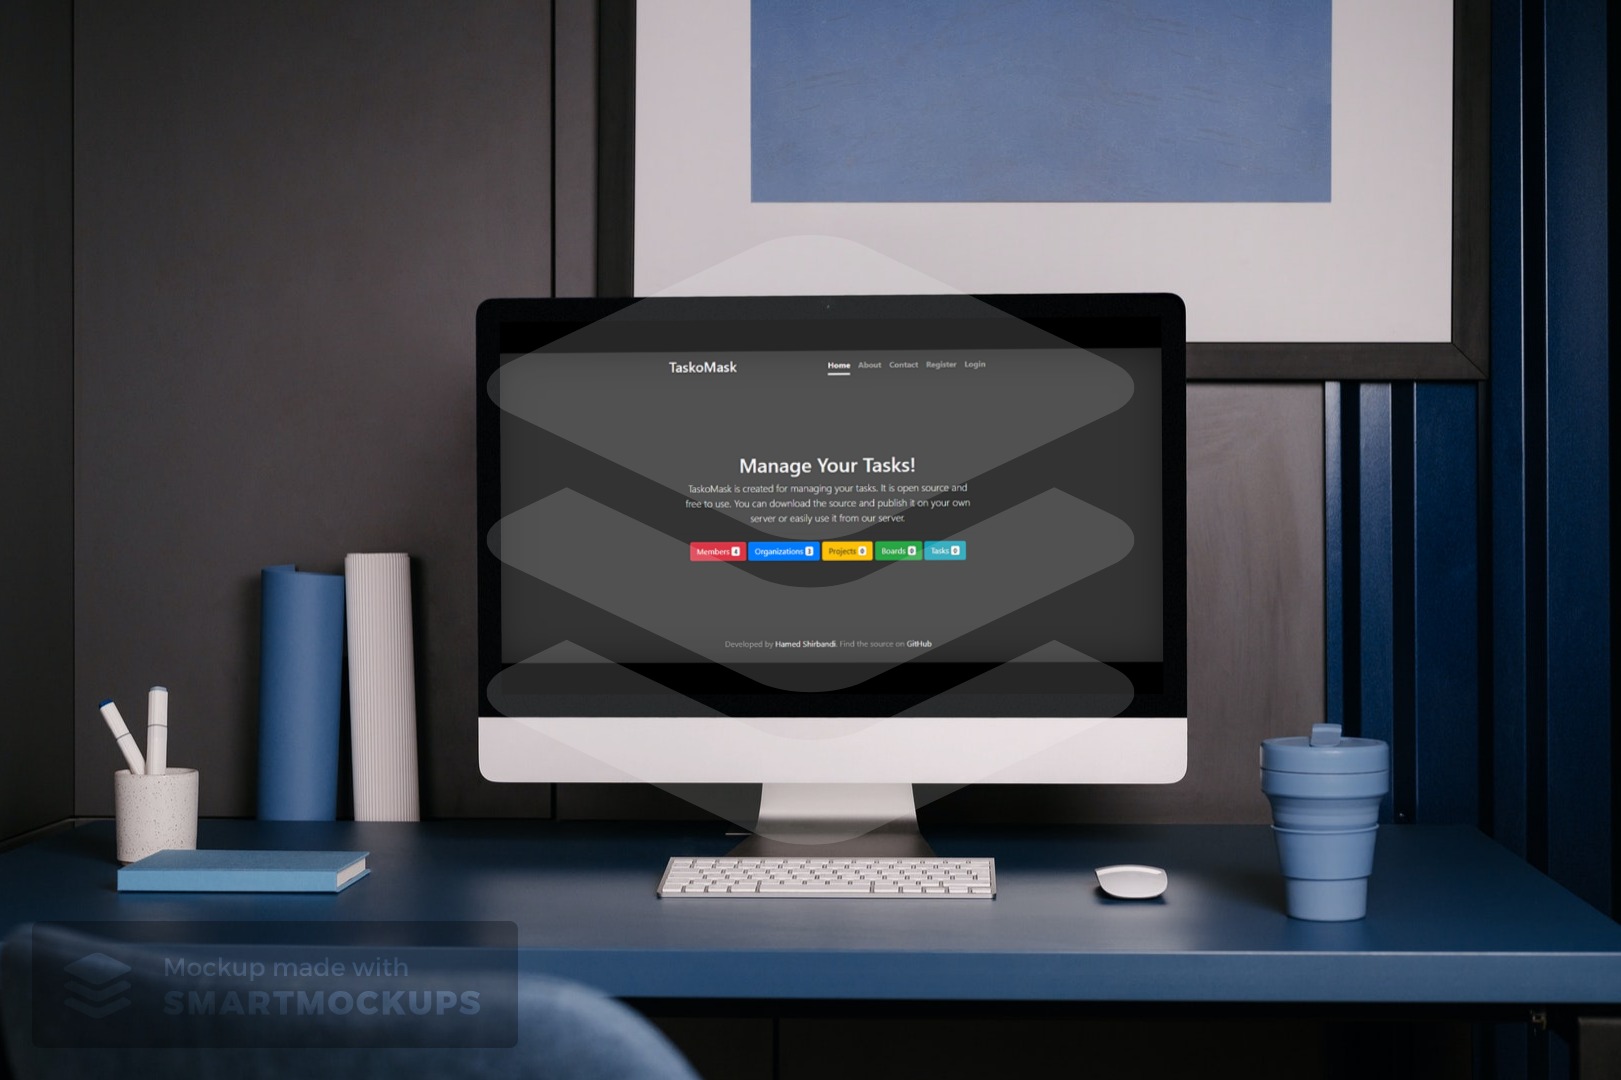 TaskoMask
Home About Contact Register Login
Manage Your Tasks!
TaskoMask is created for managing your tasks. It is open source and
free to use. You can download the source and publish it on your own
server or easily use it from our server.
Members 4 Organizations 3 Projects 0 Boards 0 Tasks 0
Developed by Hamed Shirbandi. Find the source on GitHub
Mockup made with
SMARTMOCKUPS